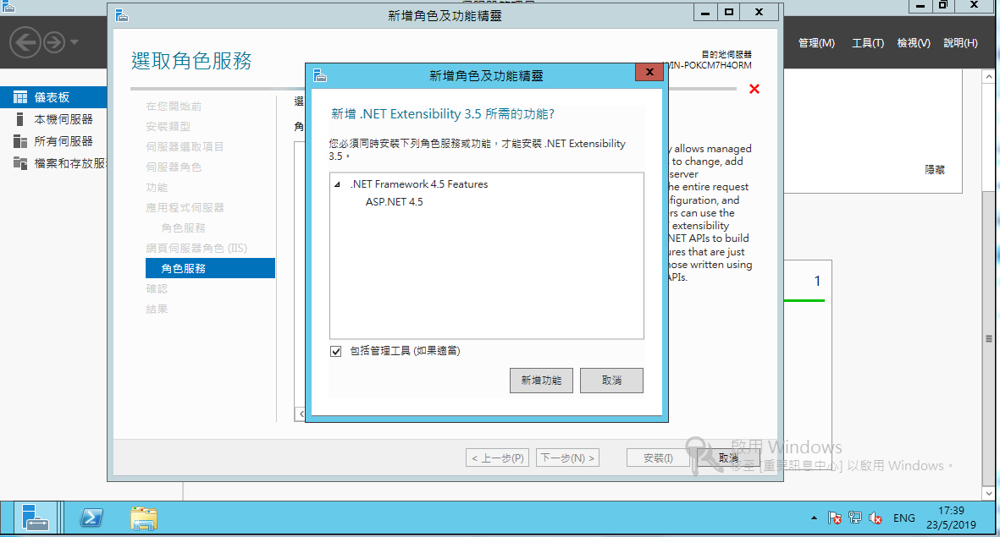 新增角色及功能精靈
管理(M) 工具(T) 檢視(V) 說明(H)
選取角色服務
目的地伺服器
WIN-POKCM7H4ORM
儀表板
本機伺服器
所有伺服器
檔案和存放服
在您開始前
安裝類型
伺服器選取項目
伺服器角色
功能
應用程式伺服器
角色服務
網頁伺服器角色 (IIS)
角色服務
確認
結果
選
角
新增角色及功能精靈
新增 .NET Extensibility 3.5 所需的功能?
您必須同時安裝下列角色服務或功能，才能安裝 .NET Extensibility
3.5。
.NET Framework 4.5 Features
ASP.NET 4.5
包括管理工具 (如果適當)
新增功能 取消
y allows managed
to change, add
server
he entire request
figuration, and
ers can use the
extensibility
.NET APIs to build
ures that are just
hose written using
APIs.
隱藏
1
< 上一步(P) 下一步(N) > 安裝(I) 取消
啟用 Windows
移至 [重要訊息中心] 以啟用 Windows。
ENG
17:39
23/5/2019